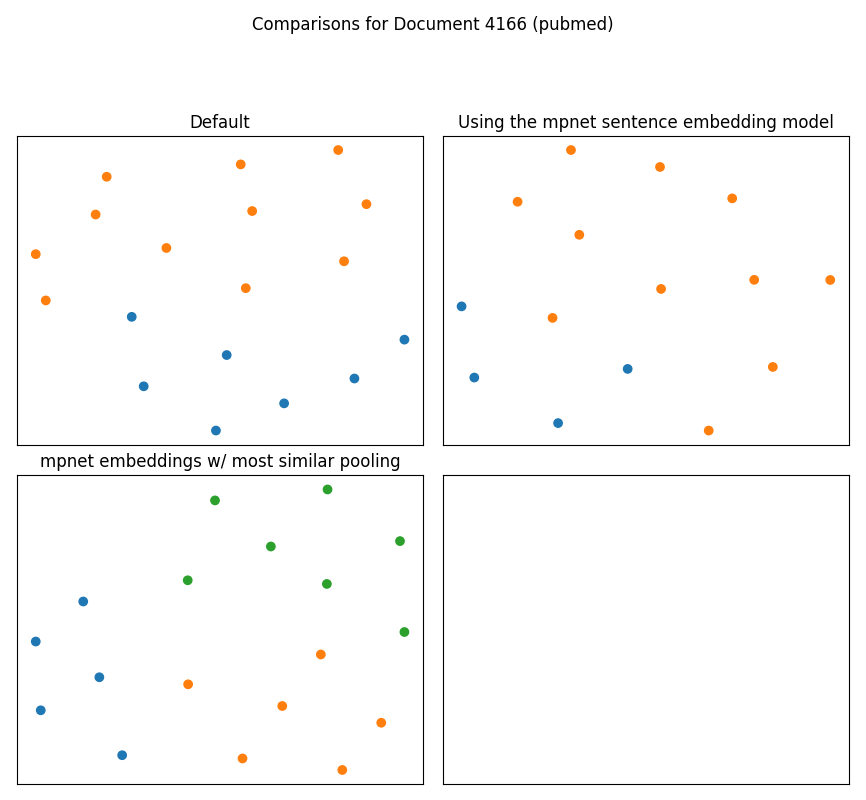 Comparisons for Document 4166 (pubmed)
Default
Using the mpnet sentence embedding model
mpnet embeddings w/ most similar pooling